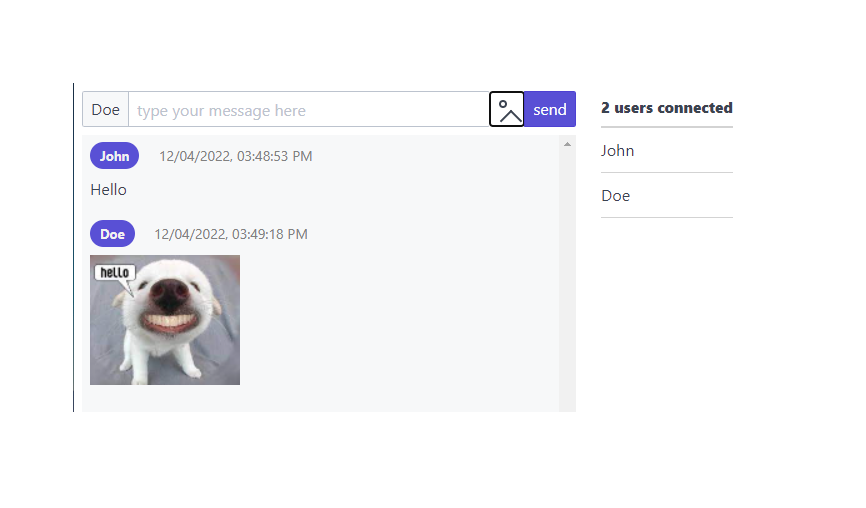 Doe type your message here send
John 12/04/2022, 03:48:53 PM
Hello
Doe 12/04/2022, 03:49:18 PM
hello
2 users connected
John
Doe